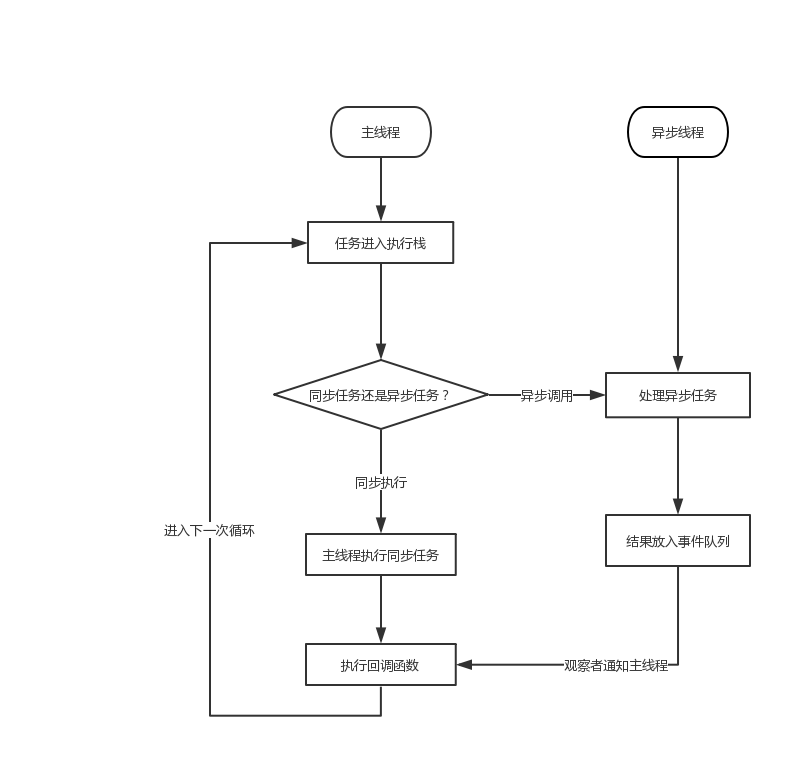 主线程
异步线程
任务进入执行栈
同步任务还是异步任务？
异步调用
处理异步任务
同步执行
进入下一次循环
主线程执行同步任务
结果放入事件队列
执行回调函数
观察者通知主线程